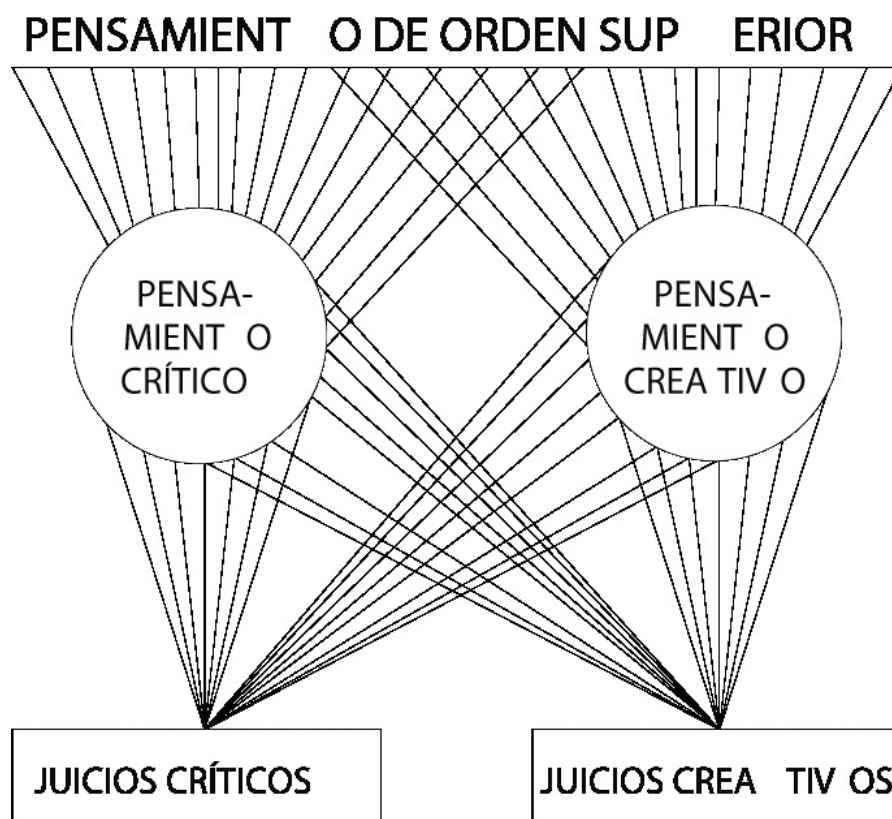 PENSAMIENT O DE ORDEN SUP ERIOR
PENSA-
MIENT O
CRÍTICO
PENSA-
MIENT O
CREA TIV O
JUICIOS CRÍTICOS
JUICIOS CREA TIV OS